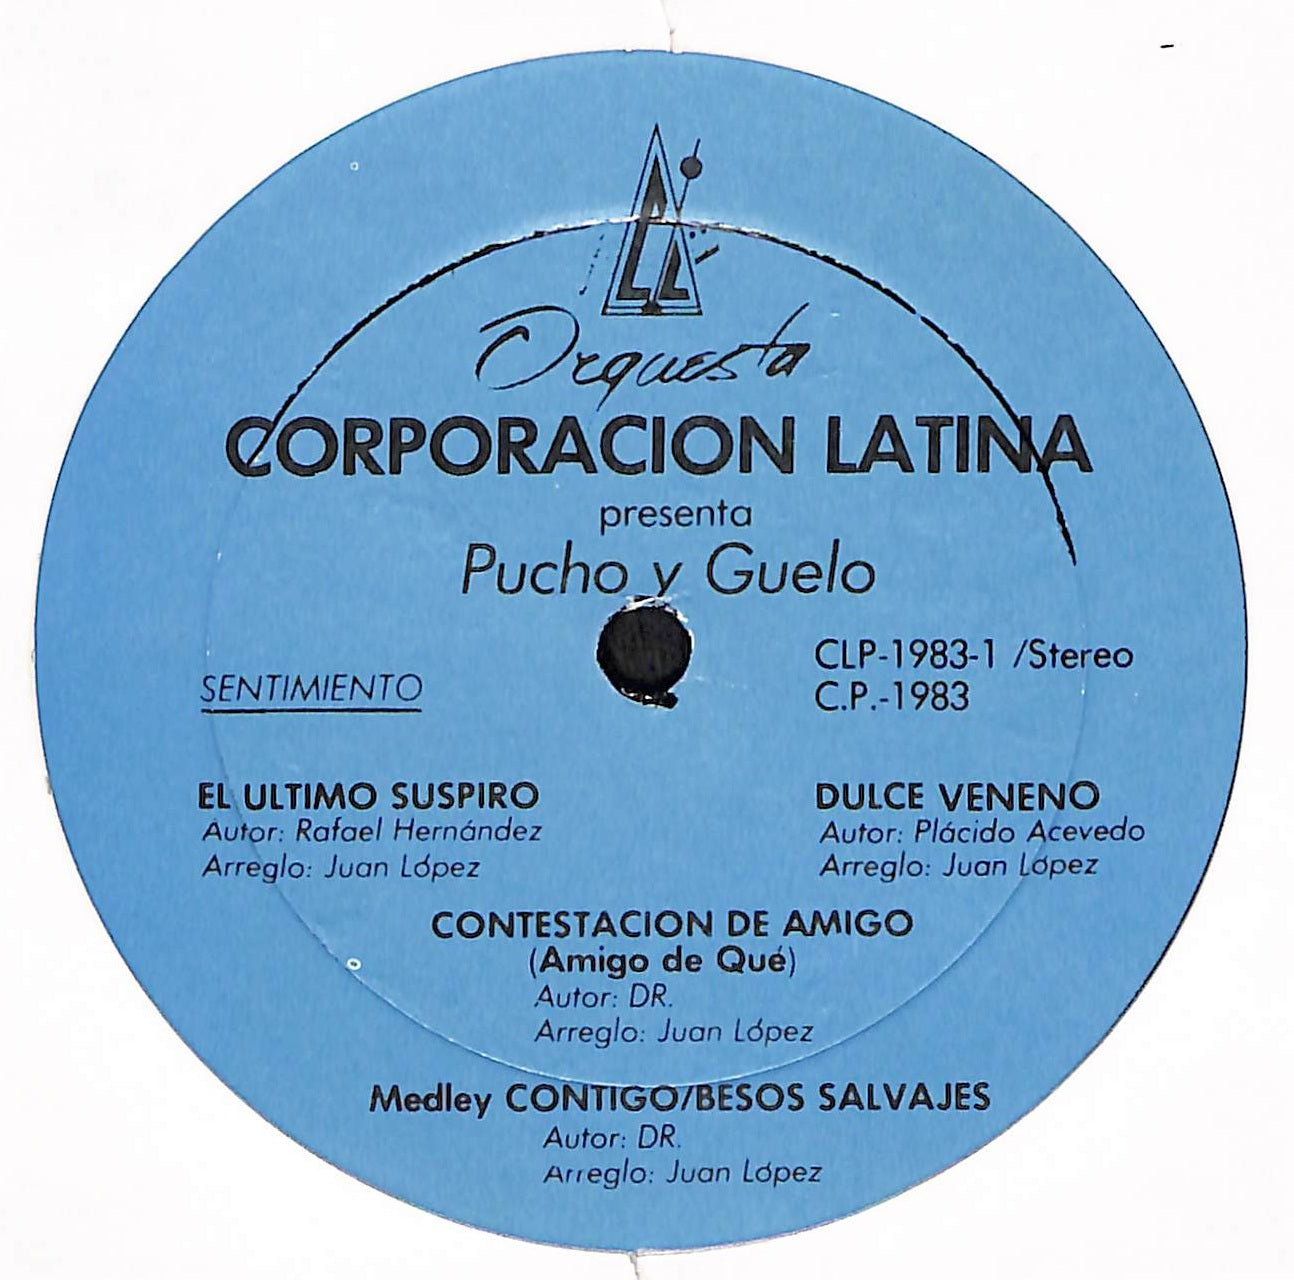 CLL
Orquesta
CORPORACION LATINA
presenta
Pucho y Guelo
CLP-1983-1 /Stereo
C.P.-1983
SENTIMIENTO
EL ULTIMO SUSPIRO
Autor: Rafael Hernández
Arreglo: Juan López
DULCE VENENO
Autor: Plácido Acevedo
Arreglo: Juan López
CONTESTACION DE AMIGO
(Amigo de Qué)
Autor: DR.
Arreglo: Juan López
Medley CONTIGO/BESOS SALVAJES
Autor: DR.
Arreglo: Juan López